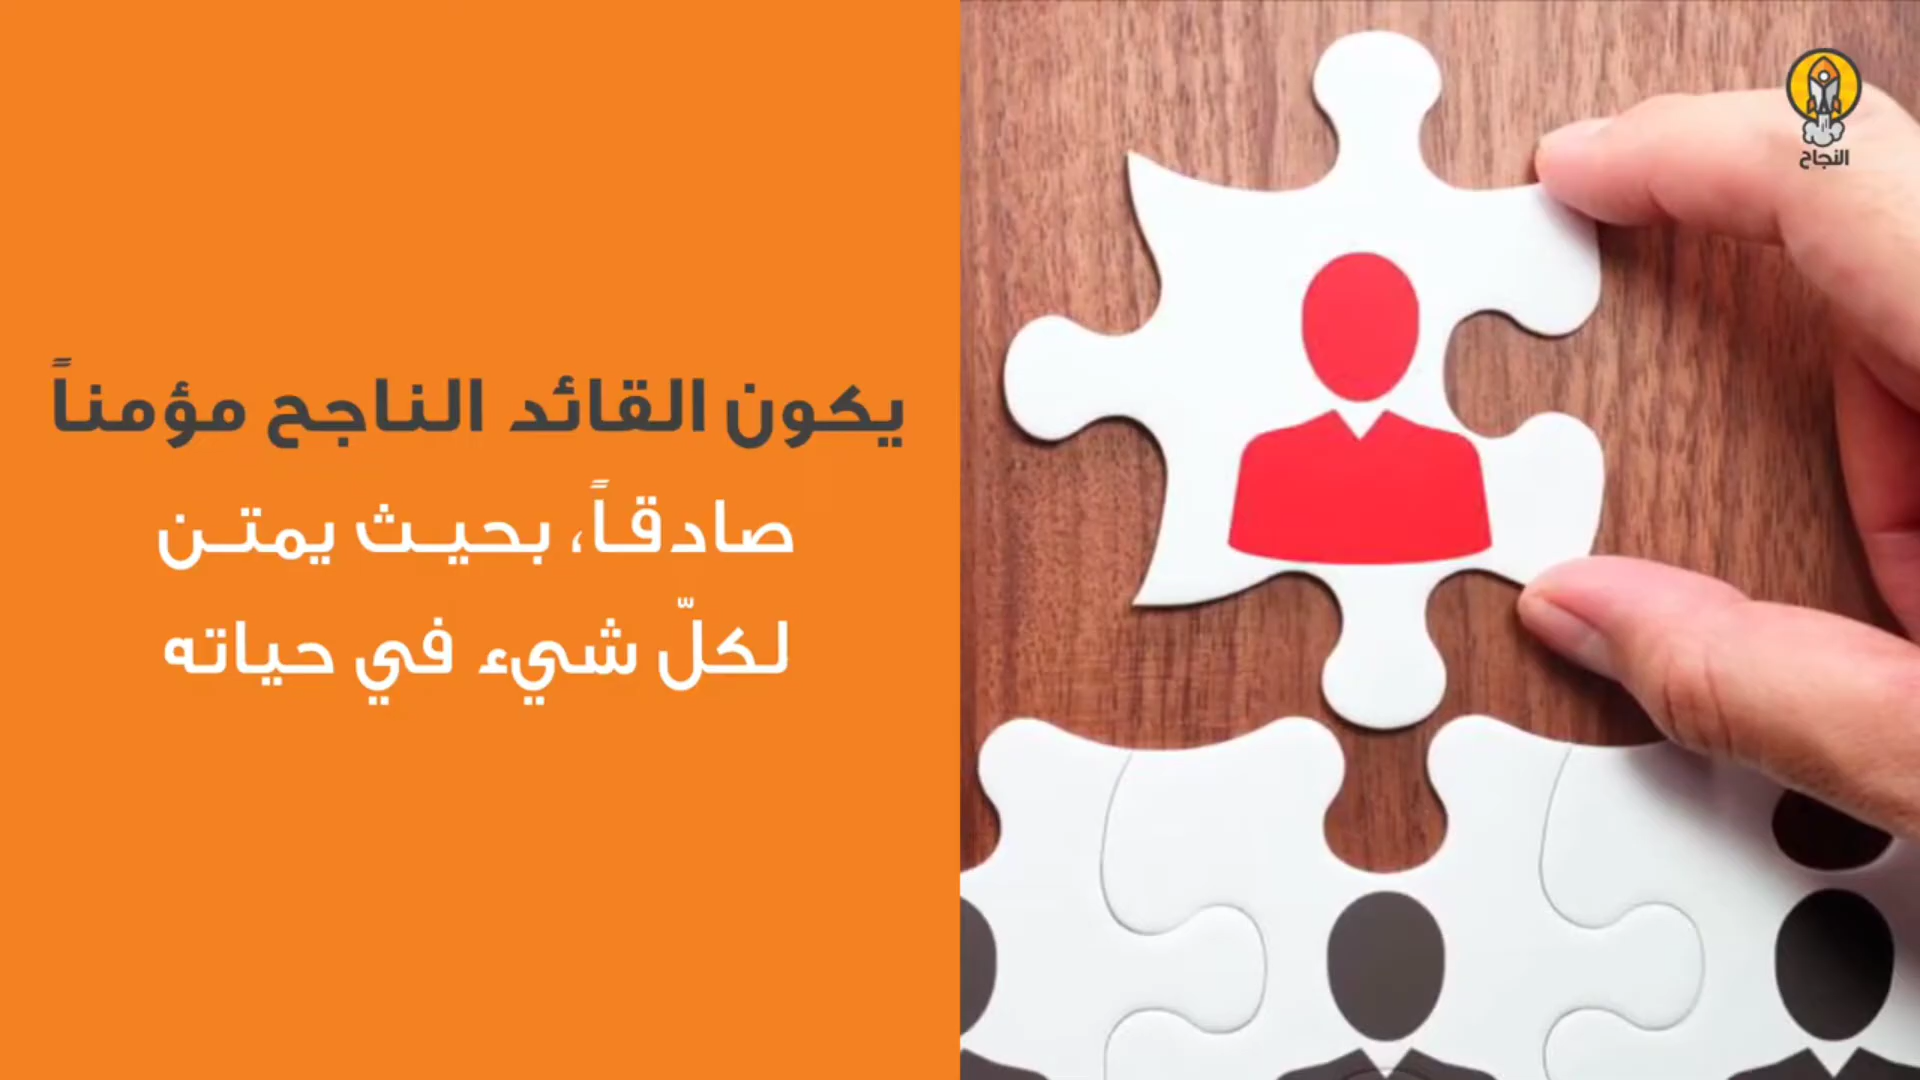 يكون القائد الناجح مؤمناً
صادقاً، بحيث يمتن
لكلّ شيء في حياته
النجاح